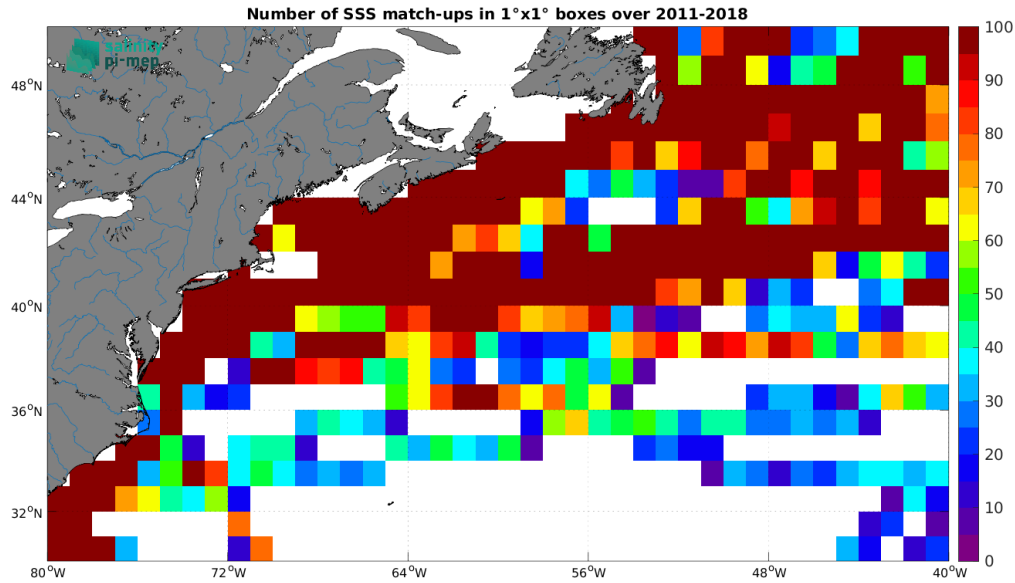 Number of SSS match-ups in 1°x1° boxes over 2011-2018
salinity
pi-mep
48°N
44°N
40°N
36°N
32°N
80°W 72°W 64°W 56°W 48°W 40°W
100
90
80
70
60
50
40
30
20
10
0